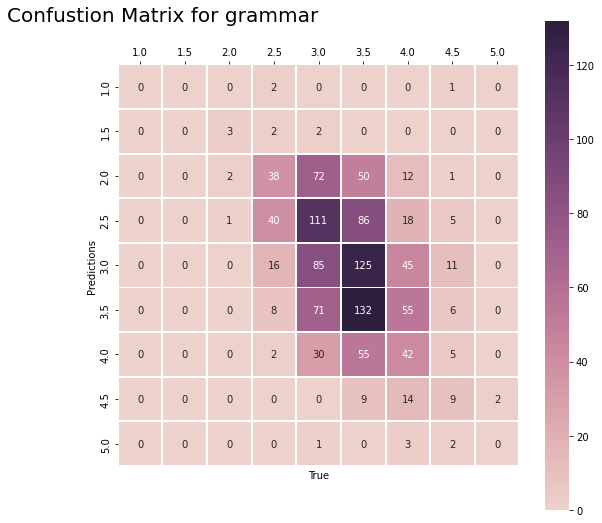 Confustion Matrix for grammar
1.0 1.5 2.0 2.5 3.0 3.5 4.0 4.5 5.0
1.0 0 0 0 2 0 0 0 1 0
1.5 0 0 3 2 2 0 0 0 0
2.0 0 0 2 38 72 50 12 1 0
2.5 0 0 1 40 111 86 18 5 0
3.0 0 0 0 16 85 125 45 11 0
3.5 0 0 0 8 71 132 55 6 0
4.0 0 0 0 2 30 55 42 5 0
4.5 0 0 0 0 0 9 14 9 2
5.0 0 0 0 0 1 0 3 2 0
Predictions
True
120
100
80
60
40
20
0